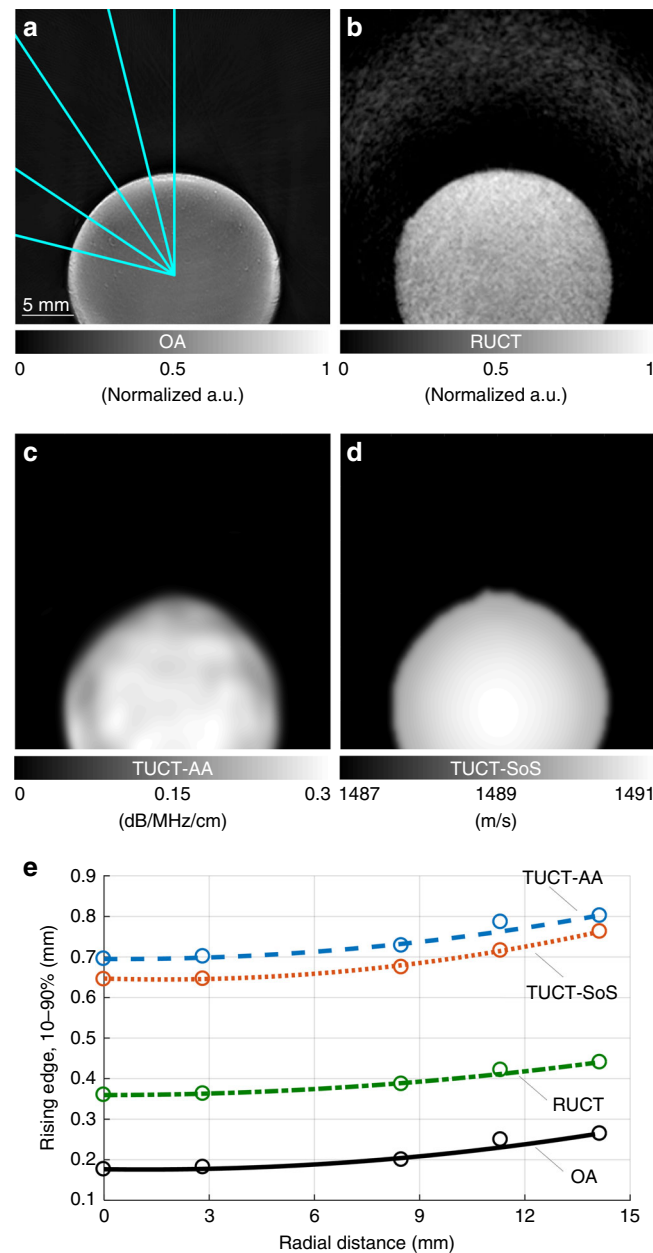 a
b
5 mm
OA
RUCT
0 0.5 1
0 0.5 1
(Normalized a.u.)
(Normalized a.u.)
c
d
TUCT-AA
TUCT-SoS
0 0.15 0.3
1487 1489 1491
(dB/MHz/cm)
(m/s)
e
Rising edge, 10–90% (mm)
0.9
0.8
0.7
0.6
0.5
0.4
0.3
0.2
0.1
TUCT-AA
TUCT-SoS
RUCT
OA
0 3 6 9 12 15
Radial distance (mm)